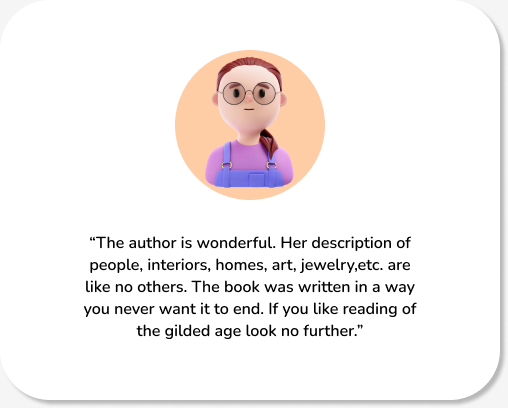 “The author is wonderful. Her description of
people, interiors, homes, art, jewelry,etc. are
like no others. The book was written in a way
you never want it to end. If you like reading of
the gilded age look no further.”